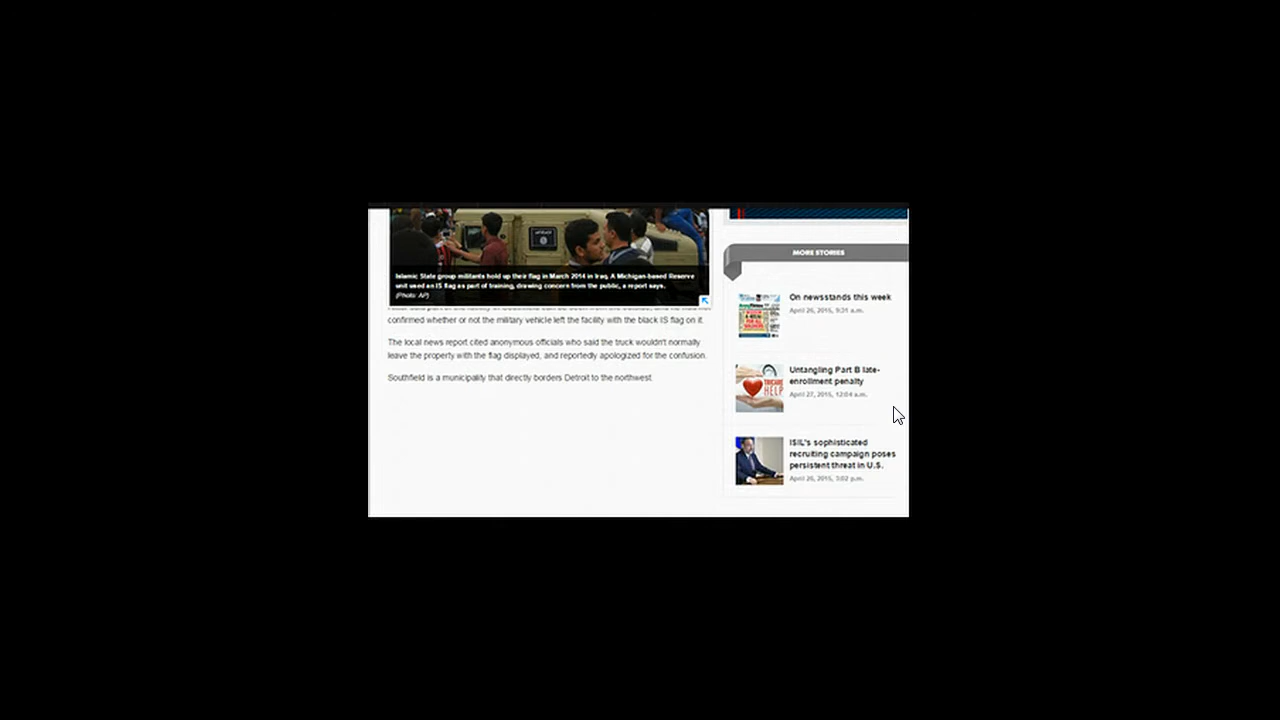 Islamic State group militants hold up their flag in March 2014 in Iraq. A Michigan-based Reserve
unit used an IS flag as part of training, drawing concern from the public, a report says.
(Photo: AP)
confirmed whether or not the military vehicle left the facility with the black IS flag on it.
The local news report cited anonymous officials who said the truck wouldn't normally
leave the property with the flag displayed, and reportedly apologized for the confusion.
Southfield is a municipality that directly borders Detroit to the northwest.
MORE STORIES
On newsstands this week
April 26, 2015, 9:31 a.m.
Untangling Part B late-
enrollment penalty
April 27, 2015, 12:04 a.m.
TRICARE
HELP
ISIL's sophisticated
recruiting campaign poses
persistent threat in U.S.
April 26, 2015, 3:02 p.m.